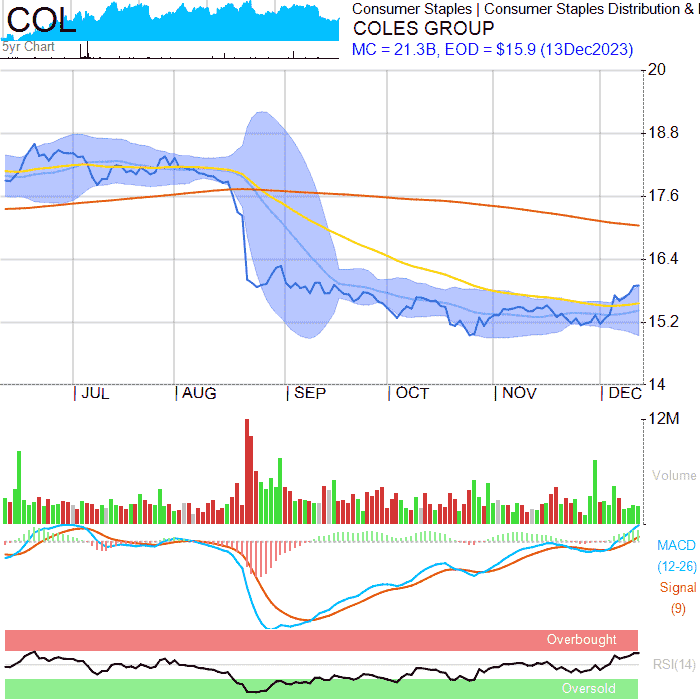 COL
5yr Chart
Consumer Staples | Consumer Staples Distribution &
COLES GROUP
MC = 21.3B, EOD = $15.9 (13Dec2023)
20
18.8
17.6
16.4
15.2
14
| JUL | AUG | SEP | OCT | NOV | DEC
12M
Volume
MACD
(12-26)
Signal
(9)
Overbought
RSI(14)
Oversold